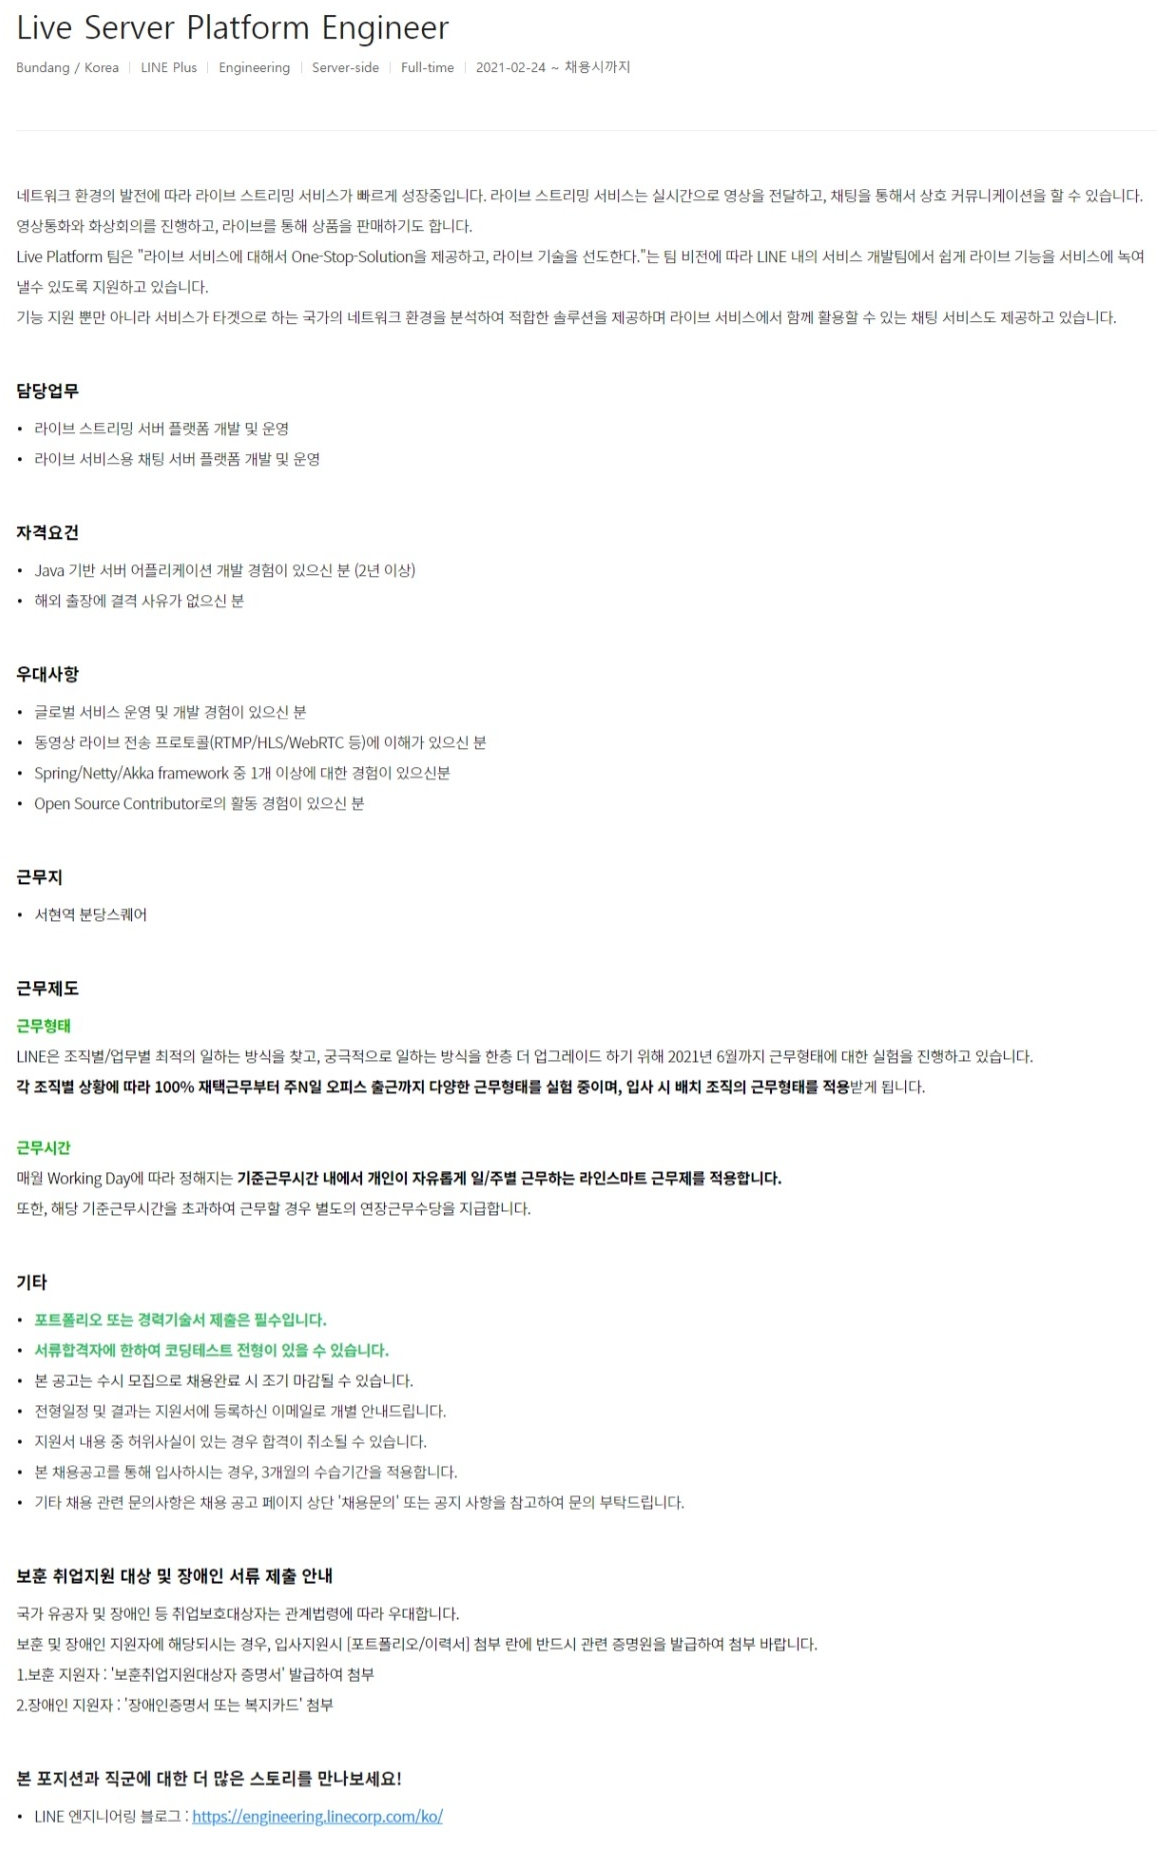 Live Server Platform Engineer
Bundang / Korea | LINE Plus | Engineering | Server-side | Full-time | 2021-02-24 ~ 채용시까지
네트워크 환경의 발전에 따라 라이브 스트리밍 서비스가 빠르게 성장중입니다. 라이브 스트리밍 서비스는 실시간으로 영상을 전달하고, 채팅을 통해서 상호 커뮤니케이션을 할 수 있습니다.
영상통화와 화상회의를 진행하고, 라이브를 통해 상품을 판매하기도 합니다.
Live Platform 팀은 "라이브 서비스에 대해서 One-Stop-Solution을 제공하고, 라이브 기술을 선도한다."는 팀 비전에 따라 LINE 내의 서비스 개발팀에서 쉽게 라이브 기능을 서비스에 녹여
낼수 있도록 지원하고 있습니다.
기능 지원 뿐만 아니라 서비스가 타겟으로 하는 국가의 네트워크 환경을 분석하여 적합한 솔루션을 제공하며 라이브 서비스에서 함께 활용할 수 있는 채팅 서비스도 제공하고 있습니다.
담당업무
• 라이브 스트리밍 서버 플랫폼 개발 및 운영
• 라이브 서비스용 채팅 서버 플랫폼 개발 및 운영
자격요건
• Java 기반 서버 어플리케이션 개발 경험이 있으신 분 (2년 이상)
• 해외 출장에 결격 사유가 없으신 분
우대사항
• 글로벌 서비스 운영 및 개발 경험이 있으신 분
• 동영상 라이브 전송 프로토콜(RTMP/HLS/WebRTC 등)에 이해가 있으신 분
• Spring/Netty/Akka framework 중 1개 이상에 대한 경험이 있으신분
• Open Source Contributor로의 활동 경험이 있으신 분
근무지
• 서현역 분당스퀘어
근무제도
근무형태
LINE은 조직별/업무별 최적의 일하는 방식을 찾고, 궁극적으로 일하는 방식을 한층 더 업그레이드 하기 위해 2021년 6월까지 근무형태에 대한 실험을 진행하고 있습니다.
각 조직별 상황에 따라 100% 재택근무부터 주N일 오피스 출근까지 다양한 근무형태를 실험 중이며, 입사 시 배치 조직의 근무형태를 적용받게 됩니다.
근무시간
매월 Working Day에 따라 정해지는 기준근무시간 내에서 개인이 자유롭게 일/주별 근무하는 라인스마트 근무제를 적용합니다.
또한, 해당 기준근무시간을 초과하여 근무할 경우 별도의 연장근무수당을 지급합니다.
기타
• 포트폴리오 또는 경력기술서 제출은 필수입니다.
• 서류합격자에 한하여 코딩테스트 전형이 있을 수 있습니다.
• 본 공고는 수시 모집으로 채용완료 시 조기 마감될 수 있습니다.
• 전형일정 및 결과는 지원서에 등록하신 이메일로 개별 안내드립니다.
• 지원서 내용 중 허위사실이 있는 경우 합격이 취소될 수 있습니다.
• 본 채용공고를 통해 입사하시는 경우, 3개월의 수습기간을 적용합니다.
• 기타 채용 관련 문의사항은 채용 공고 페이지 상단 '채용문의' 또는 공지 사항을 참고하여 문의 부탁드립니다.
보훈 취업지원 대상 및 장애인 서류 제출 안내
국가 유공자 및 장애인 등 취업보호대상자는 관계법령에 따라 우대합니다.
보훈 및 장애인 지원자에 해당되시는 경우, 입사지원시 [포트폴리오/이력서] 첨부 란에 반드시 관련 증명원을 발급하여 첨부 바랍니다.
1.보훈 지원자 : '보훈취업지원대상자 증명서' 발급하여 첨부
2.장애인 지원자 : '장애인증명서 또는 복지카드' 첨부
본 포지션과 직군에 대한 더 많은 스토리를 만나보세요!
• LINE 엔지니어링 블로그 : https://engineering.linecorp.com/ko/